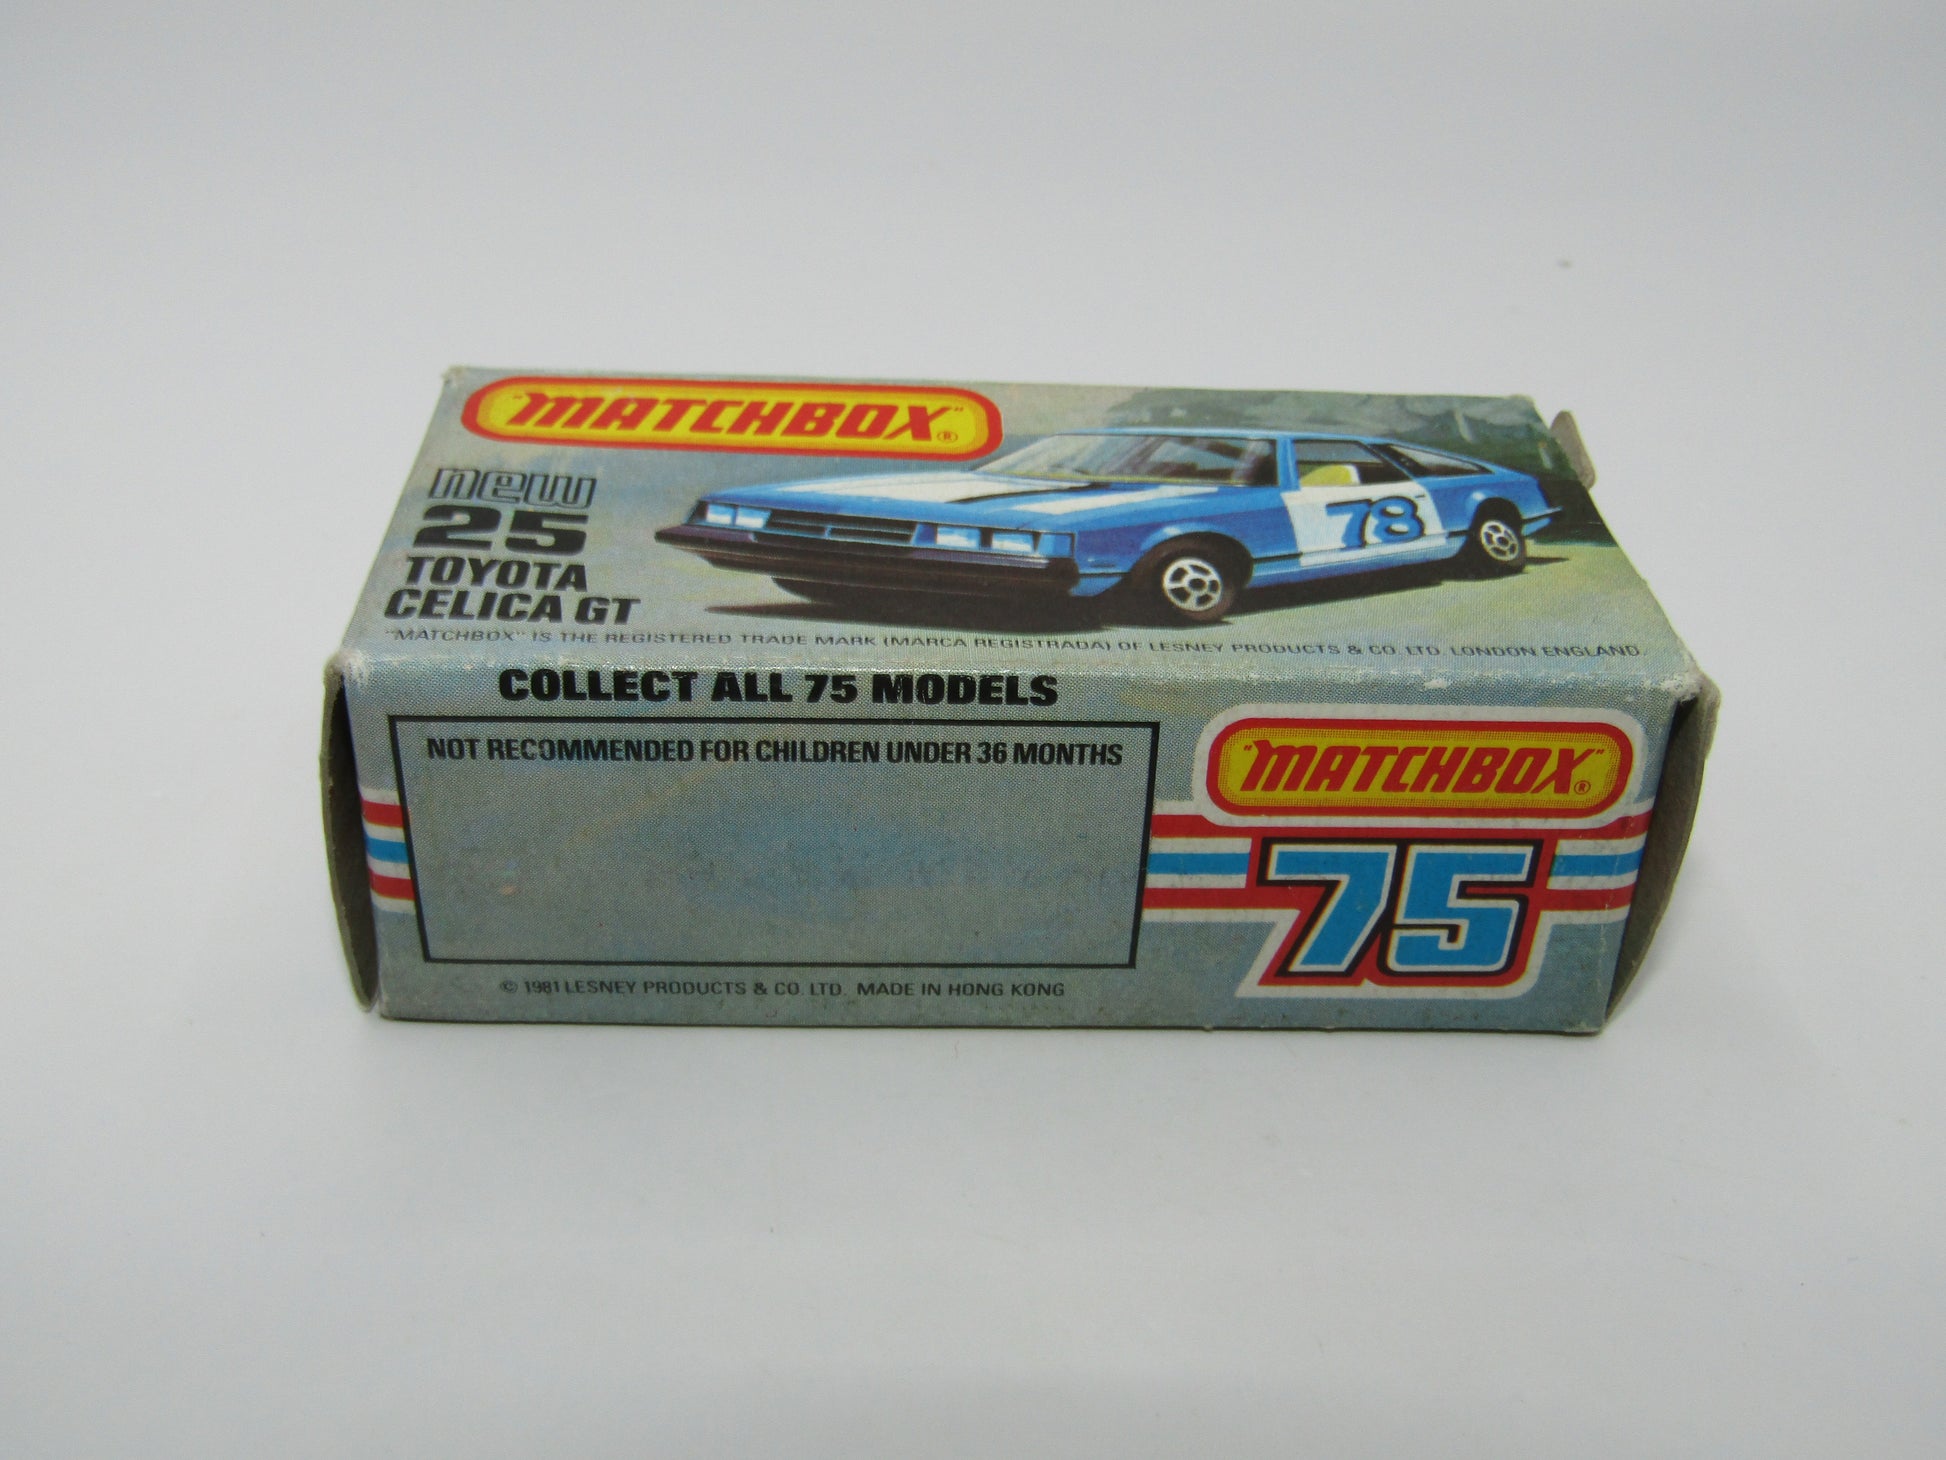 "MATCHBOX"®
new
25
TOYOTA
CELICA GT
78
"MATCHBOX" IS THE REGISTERED TRADE MARK (MARCA REGISTRADA) OF LESNEY PRODUCTS & CO. LTD. LONDON ENGLAND.
COLLECT ALL 75 MODELS
NOT RECOMMENDED FOR CHILDREN UNDER 36 MONTHS
"MATCHBOX"®
75
© 1981 LESNEY PRODUCTS & CO. LTD. MADE IN HONG KONG